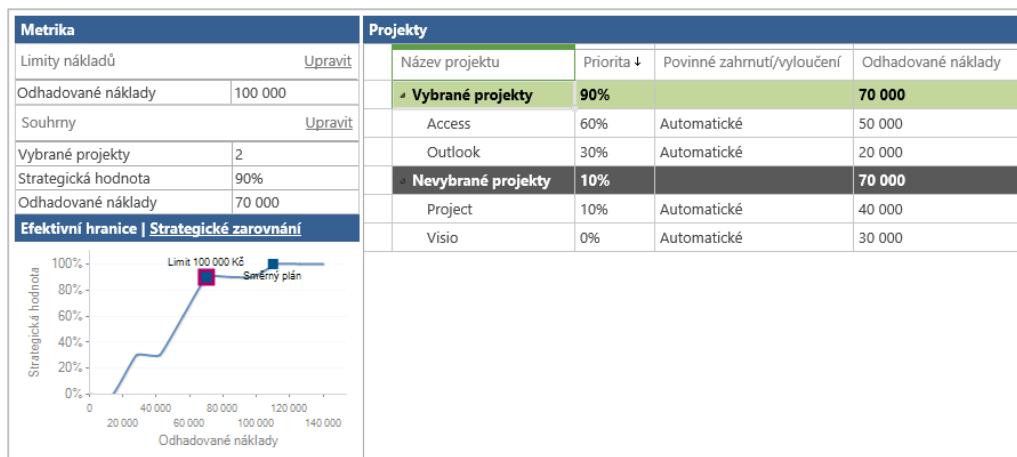 Metrika
Limity nákladů Upravit
Odhadované náklady 100 000
Souhrny Upravit
Vybrané projekty 2
Strategická hodnota 90%
Odhadované náklady 70 000
Efektivní hranice | Strategické zarovnání
Limit 100 000 Kč
Směrný plán
100%
80%
60%
40%
20%
0%
Strategická hodnota
0 40 000 80 000 120 000
20 000 60 000 100 000 140 000
Odhadované náklady
Projekty
Název projektu Priorita Povinné zahrnutí/vyloučení Odhadované náklady
Vybrané projekty 90% 70 000
Access 60% Automatické 50 000
Outlook 30% Automatické 20 000
Nevybrané projekty 10% 70 000
Project 10% Automatické 40 000
Visio 0% Automatické 30 000